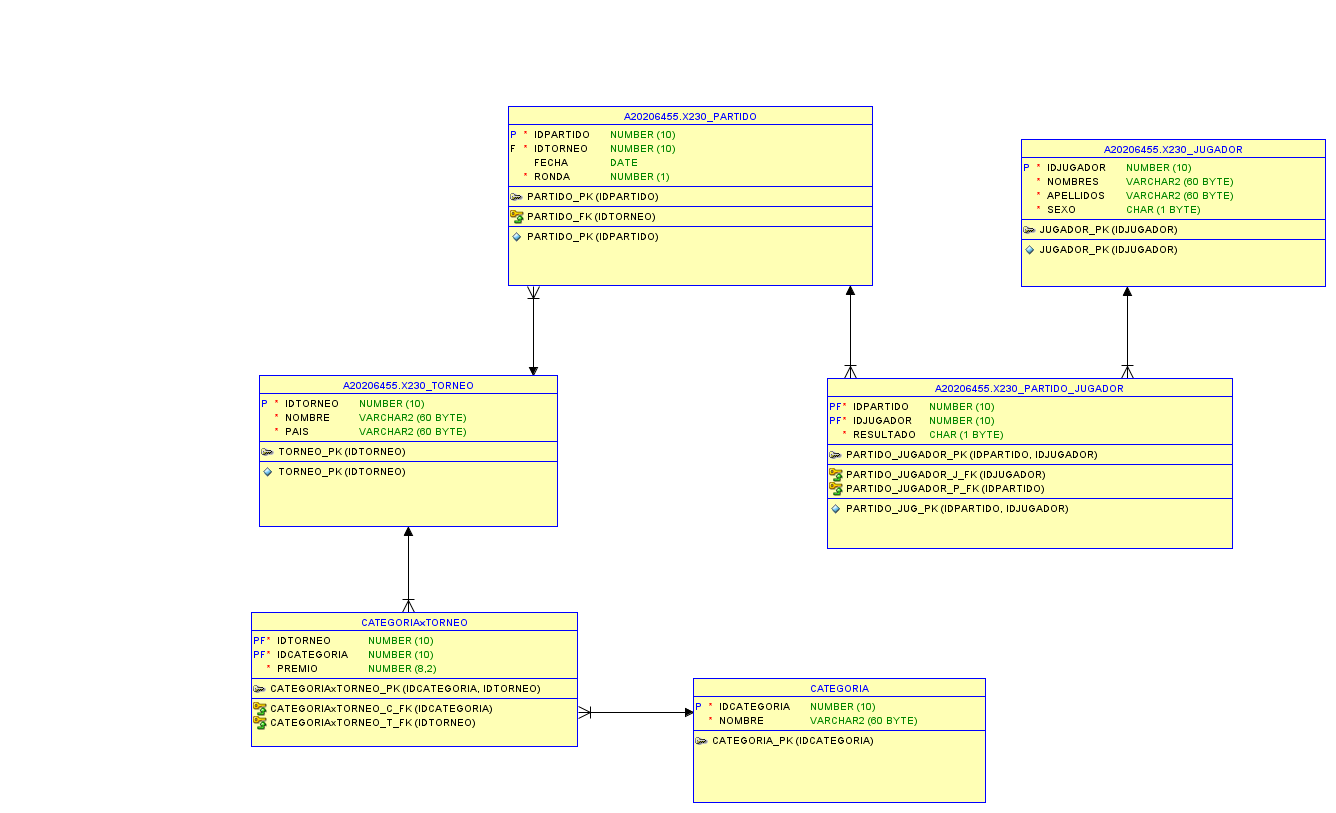 A20206455.X230_PARTIDO
P * IDPARTIDO NUMBER (10)
F * IDTORNEO NUMBER (10)
FECHA DATE
* RONDA NUMBER (1)
PARTIDO_PK (IDPARTIDO)
PARTIDO_FK (IDTORNEO)
PARTIDO_PK (IDPARTIDO)
A20206455.X230_JUGADOR
P * IDJUGADOR NUMBER (10)
* NOMBRES VARCHAR2 (60 BYTE)
* APELLIDOS VARCHAR2 (60 BYTE)
* SEXO CHAR (1 BYTE)
JUGADOR_PK (IDJUGADOR)
JUGADOR_PK (IDJUGADOR)
A20206455.X230_TORNEO
P * IDTORNEO NUMBER (10)
* NOMBRE VARCHAR2 (60 BYTE)
* PAIS VARCHAR2 (60 BYTE)
TORNEO_PK (IDTORNEO)
TORNEO_PK (IDTORNEO)
A20206455.X230_PARTIDO_JUGADOR
PF* IDPARTIDO NUMBER (10)
PF* IDJUGADOR NUMBER (10)
* RESULTADO CHAR (1 BYTE)
PARTIDO_JUGADOR_PK (IDPARTIDO, IDJUGADOR)
PARTIDO_JUGADOR_J_FK (IDJUGADOR)
PARTIDO_JUGADOR_P_FK (IDPARTIDO)
PARTIDO_JUG_PK (IDPARTIDO, IDJUGADOR)
CATEGORIAxTORNEO
PF* IDTORNEO NUMBER (10)
PF* IDCATEGORIA NUMBER (10)
* PREMIO NUMBER (8,2)
CATEGORIAxTORNEO_PK (IDCATEGORIA, IDTORNEO)
CATEGORIAxTORNEO_C_FK (IDCATEGORIA)
CATEGORIAxTORNEO_T_FK (IDTORNEO)
CATEGORIA
P * IDCATEGORIA NUMBER (10)
* NOMBRE VARCHAR2 (60 BYTE)
CATEGORIA_PK (IDCATEGORIA)